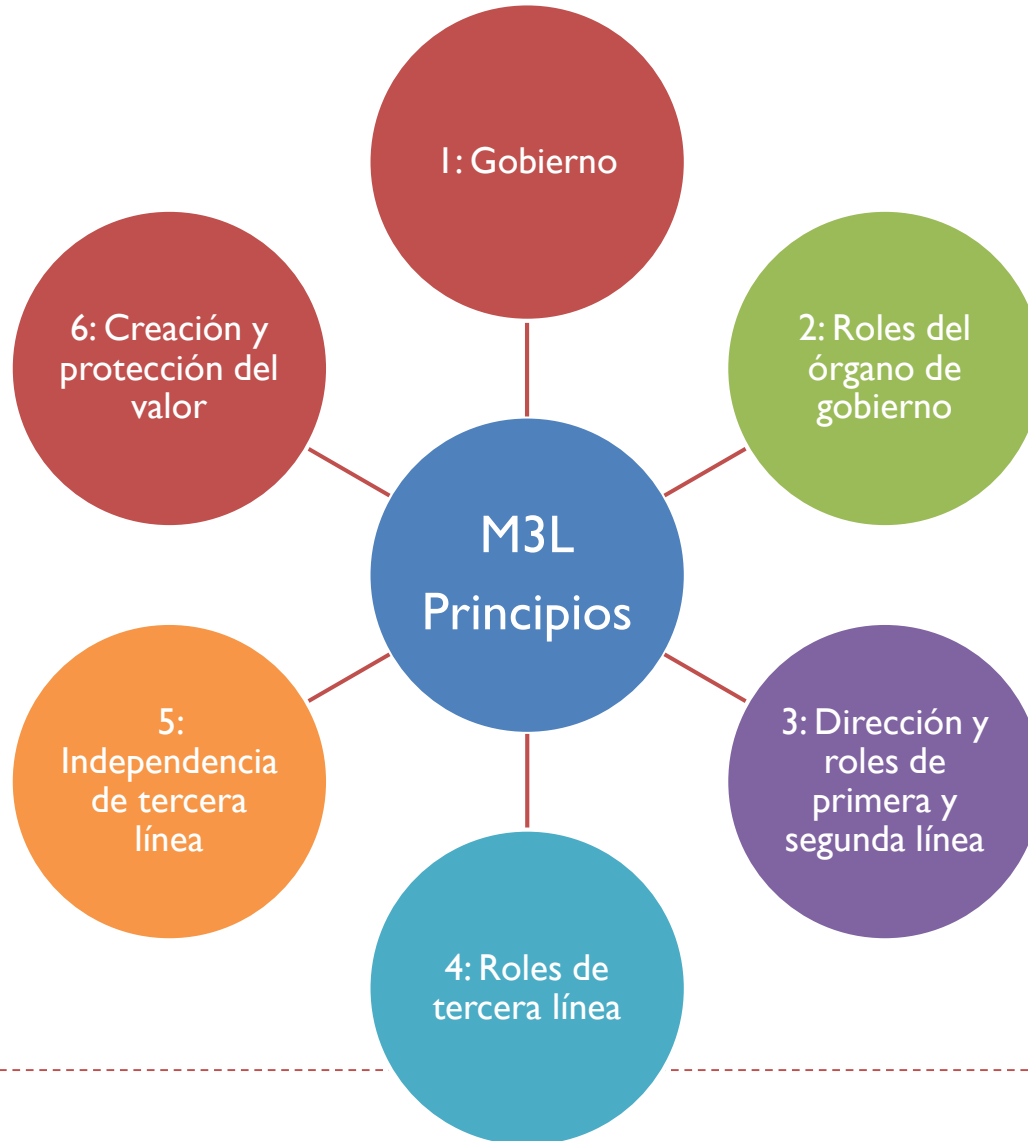 1: Gobierno
2: Roles del
órgano de
gobierno
3: Dirección y
roles de
primera y
segunda línea
4: Roles de
tercera línea
5:
Independencia
de tercera
línea
6: Creación y
protección del
valor
M3L
Principios